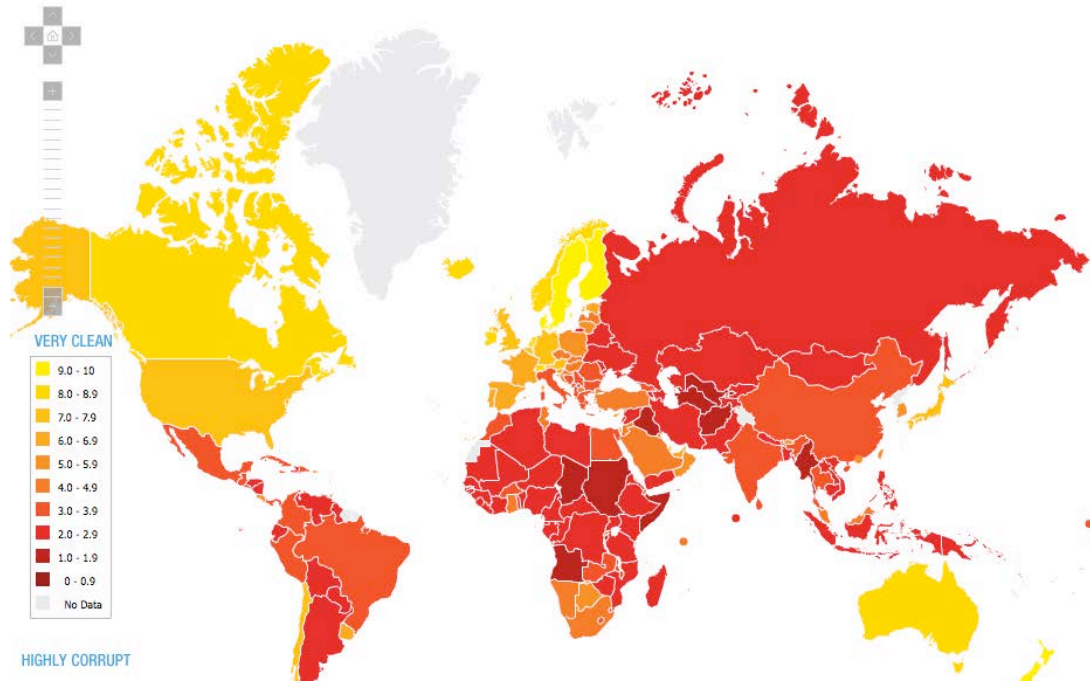 VERY CLEAN
9.0 - 10
8.0 - 8.9
7.0 - 7.9
6.0 - 6.9
5.0 - 5.9
4.0 - 4.9
3.0 - 3.9
2.0 - 2.9
1.0 - 1.9
0 - 0.9
No Data
HIGHLY CORRUPT